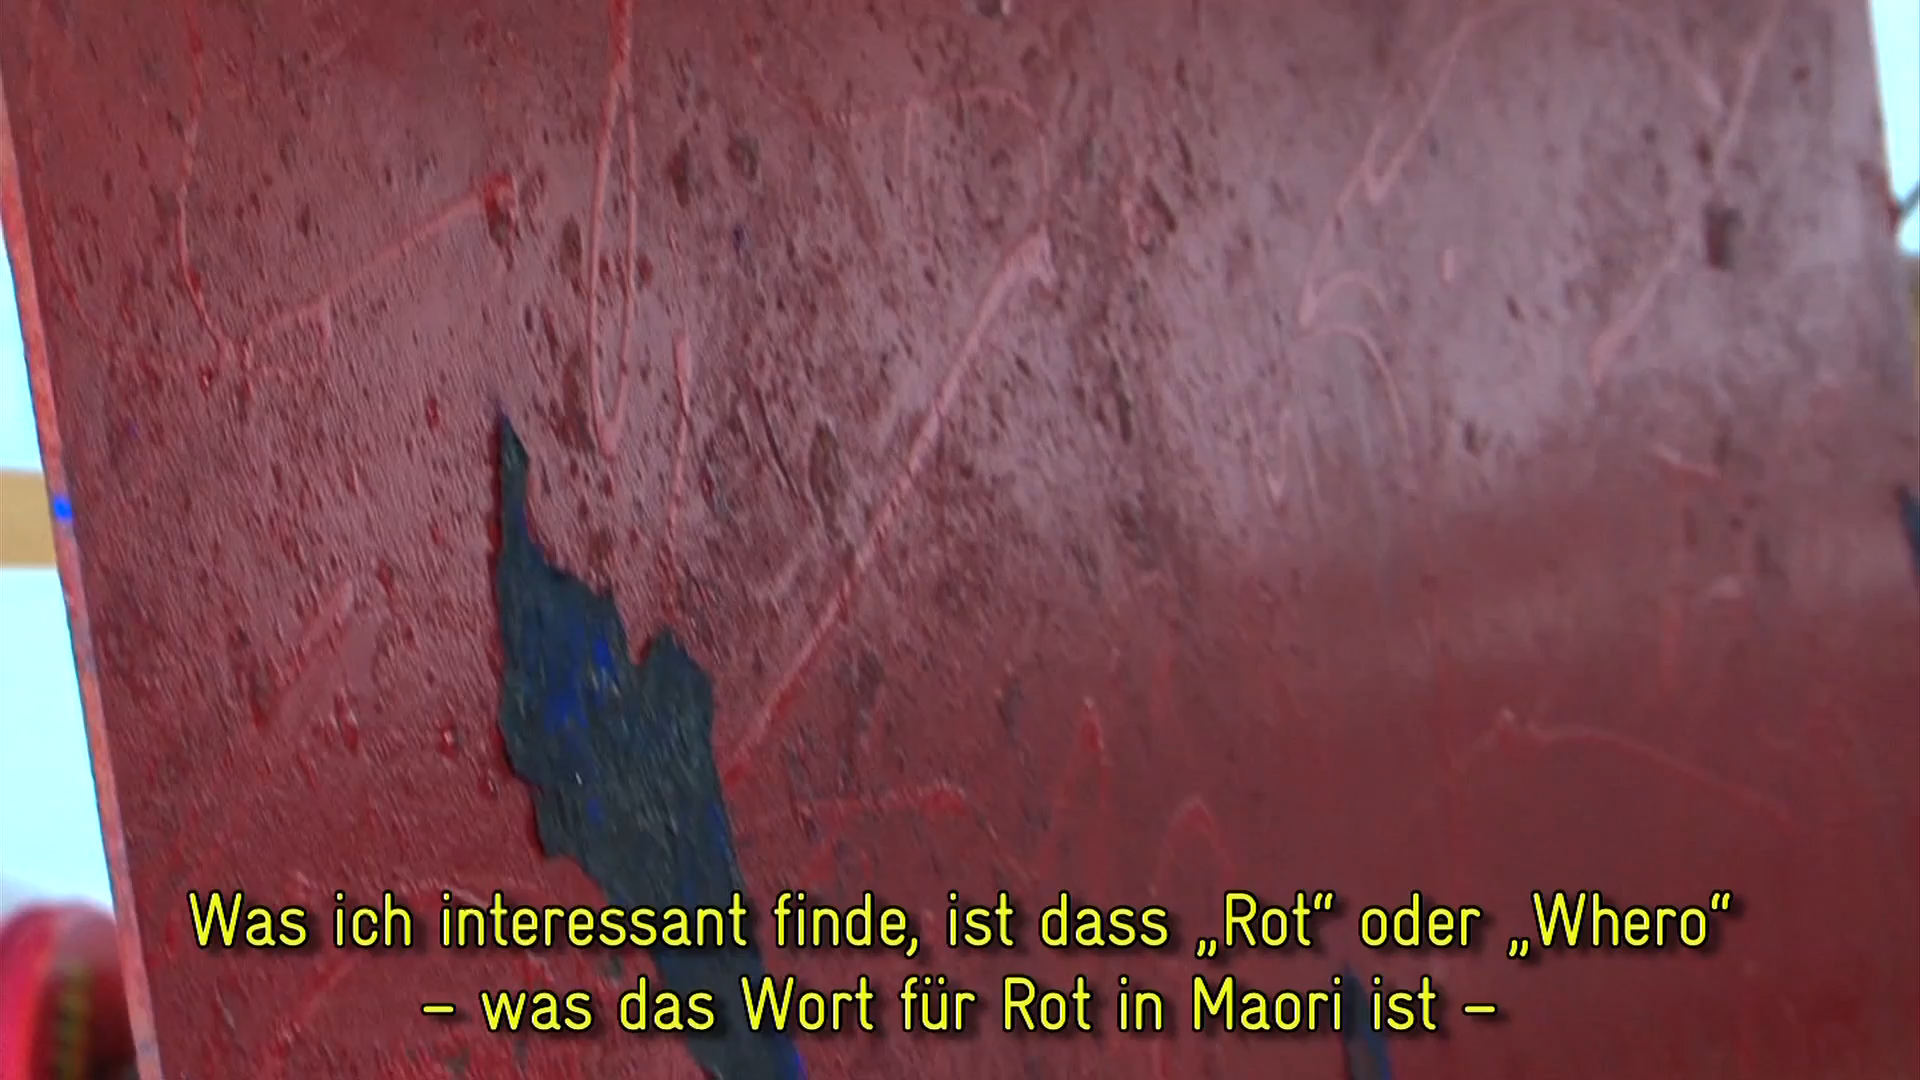 Was ich interessant finde, ist dass „Rot“ oder „Whero“
– was das Wort für Rot in Maori ist –